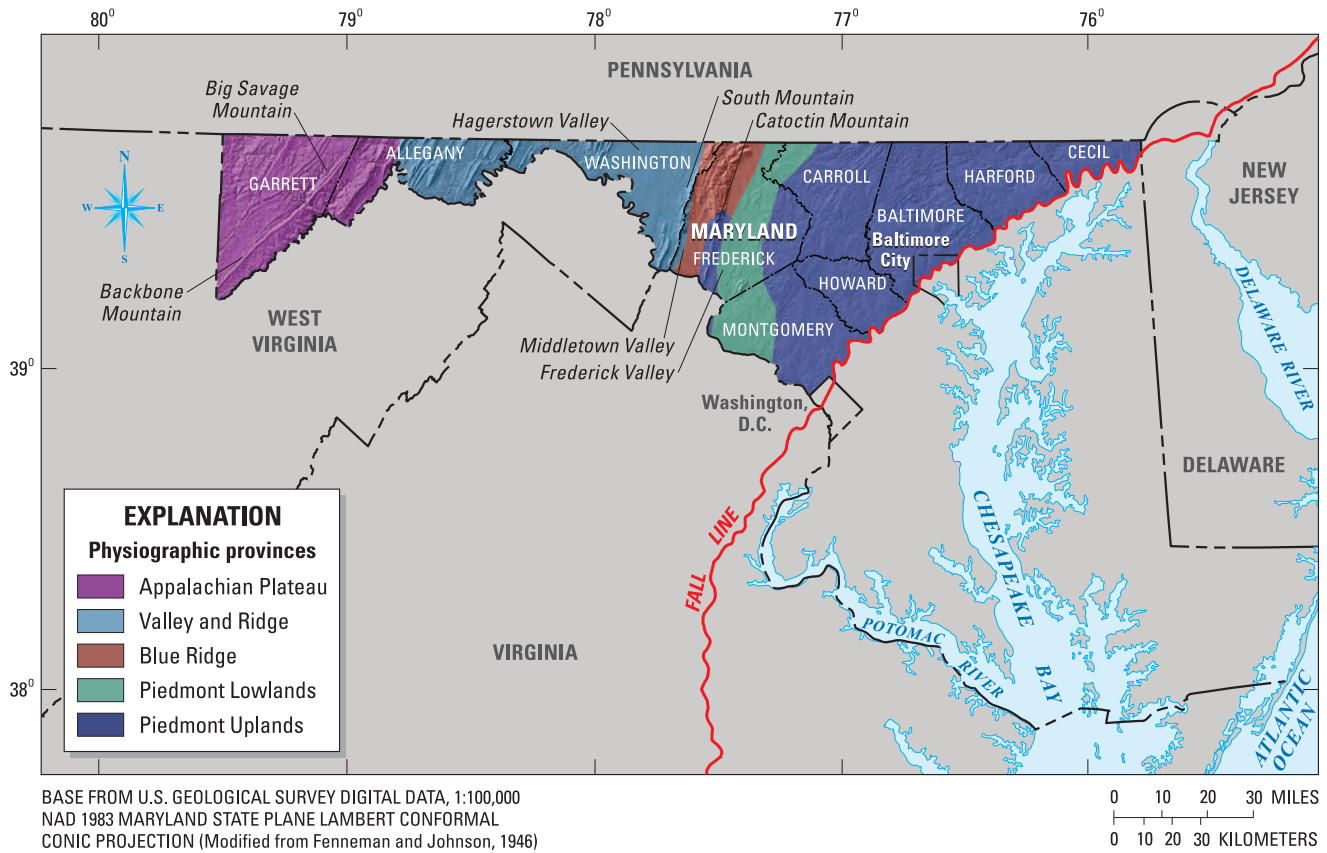 80⁰
79⁰
78⁰
77⁰
76⁰
PENNSYLVANIA
Big Savage
Mountain
South Mountain
Catoctin Mountain
Hagerstown Valley
ALLEGANY
WASHINGTON
CECIL
CARROLL
HARFORD
GARRETT
NEW
JERSEY
N
W
E
S
BALTIMORE
MARYLAND
Baltimore
City
FREDERICK
HOWARD
Backbone
Mountain
WEST
VIRGINIA
MONTGOMERY
Middletown Valley
Frederick Valley
DELAWARE RIVER
39⁰
Washington,
D.C.
DELAWARE
CHESAPEAKE
BAY
FALL LINE
POTOMAC
RIVER
VIRGINIA
38⁰
ATLANTIC
OCEAN
EXPLANATION
Physiographic provinces
Appalachian Plateau
Valley and Ridge
Blue Ridge
Piedmont Lowlands
Piedmont Uplands
BASE FROM U.S. GEOLOGICAL SURVEY DIGITAL DATA, 1:100,000
NAD 1983 MARYLAND STATE PLANE LAMBERT CONFORMAL
CONIC PROJECTION (Modified from Fenneman and Johnson, 1946)
0 10 20 30 MILES
0 10 20 30 KILOMETERS